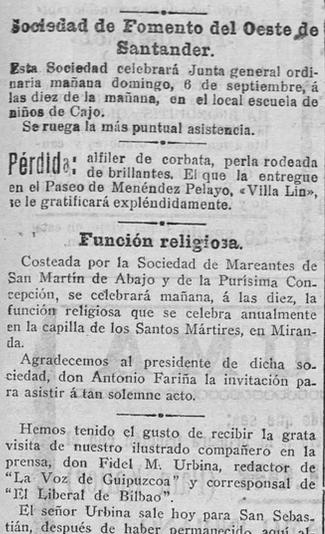 Sociedad de Fomento del Oeste de
Santander.
Esta Sociedad celebrará Junta general ordi-
naria mañana domingo, 6 de septiembre, á
las diez de la mañana, en el local escuela de
niños de Cajo.
Se ruega la más puntual asistencia.
Pérdida: alfiler de corbata, perla rodeada
de brillantes. El que la entregue
en el Paseo de Menéndez Pelayo, «Villa Lin»,
se le gratificará expléndidamente.
Función religiosa.
Costeada por la Sociedad de Mareantes de
San Martín de Abajo y de la Purísima Con-
cepción, se celebrará mañana, á las diez, la
función religiosa que se celebra anualmente
en la capilla de los Santos Mártires, en Miran-
da.
Agradecemos al presidente de dicha so-
ciedad, don Antonio Fariña la invitación pa
ra asistir á tan solemne acto.
Hemos tenido el gusto de recibir la grata
visita de nuestro ilustrado compañero en la
prensa, don Fidel M. Urbina, redactor de
"La Voz de Guipuzcoa" y corresponsal de
"El Liberal de Bilbao".
El señor Urbina sale hoy para San Sebas-
tián, después de haber permanecido aquí al